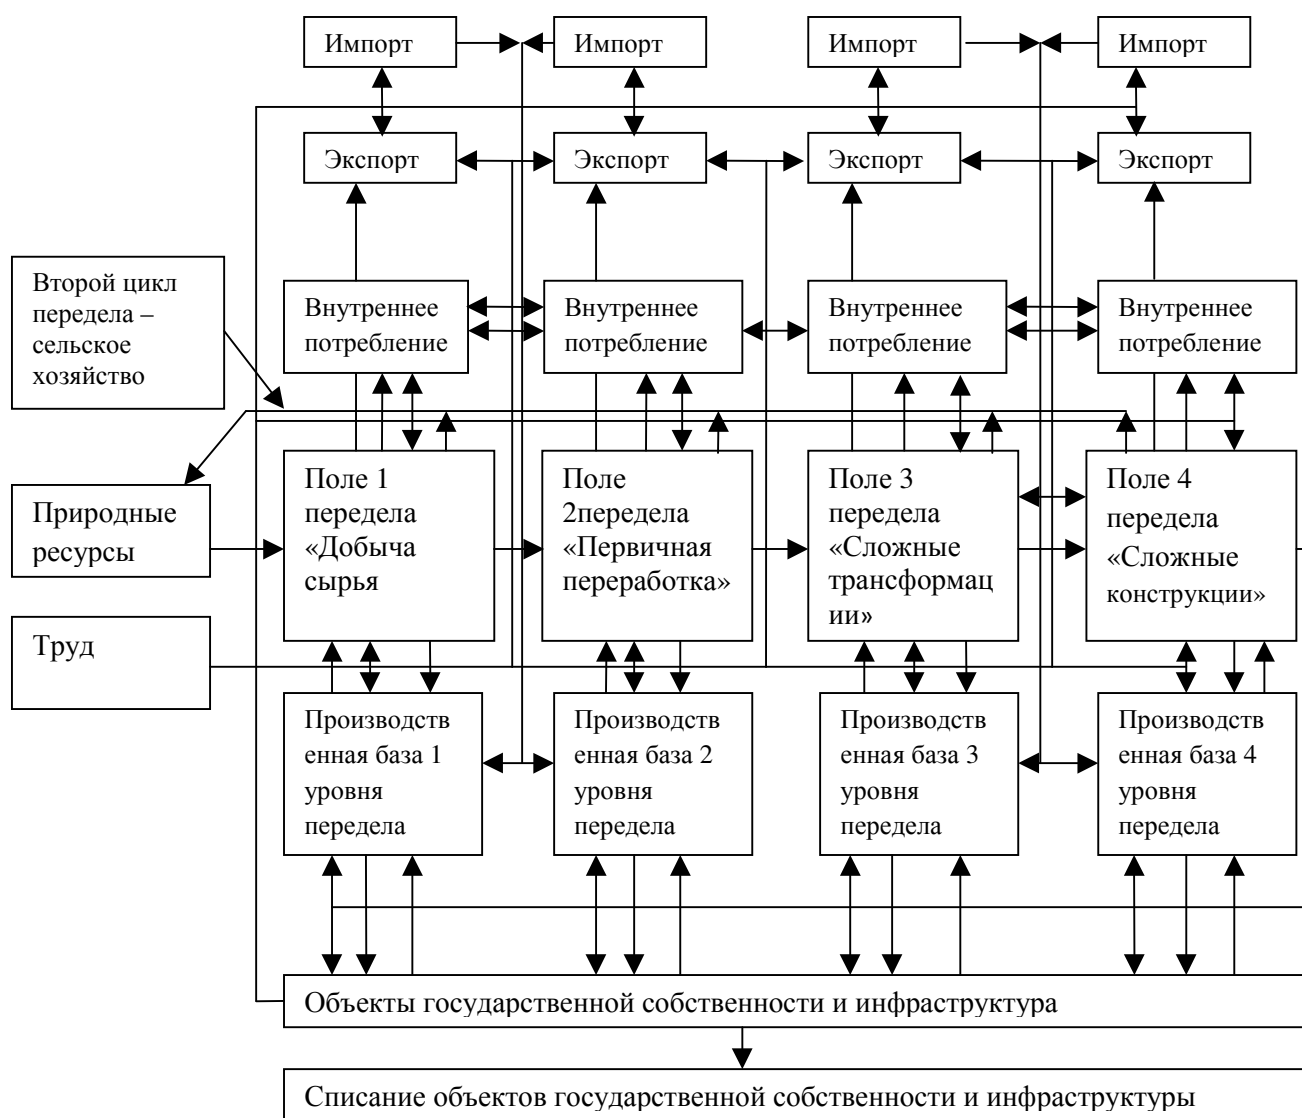 Импорт
Импорт
Импорт
Импорт
Экспорт
Экспорт
Экспорт
Экспорт
Второй цикл
передела –
сельское
хозяйство
Внутреннее
потребление
Внутреннее
потребление
Внутреннее
потребление
Внутреннее
потребление
Природные
ресурсы
Поле 1
передела
«Добыча
сырья
Поле
2передела
«Первичная
переработка»
Поле 3
передела
«Сложные
трансформац
ии»
Поле 4
передела
«Сложные
конструкции»
Труд
Производств
енная база 1
уровня
передела
Производств
енная база 2
уровня
передела
Производств
енная база 3
уровня
передела
Производств
енная база 4
уровня
передела
Объекты государственной собственности и инфраструктура
Списание объектов государственной собственности и инфраструктуры